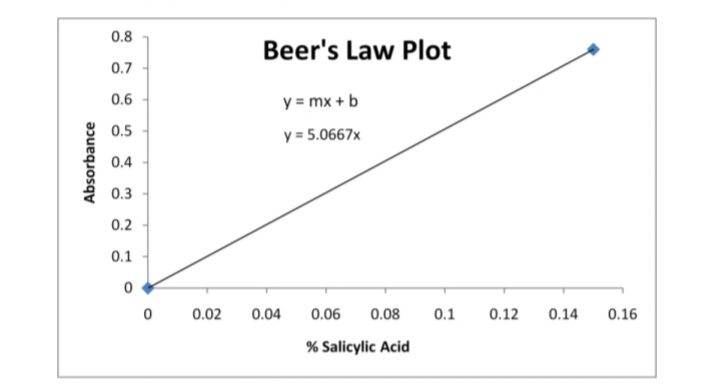 Beer's Law Plot
y = mx + b
y = 5.0667x
Absorbance
0.8
0.7
0.6
0.5
0.4
0.3
0.2
0.1
0
0 0.02 0.04 0.06 0.08 0.1 0.12 0.14 0.16
% Salicylic Acid